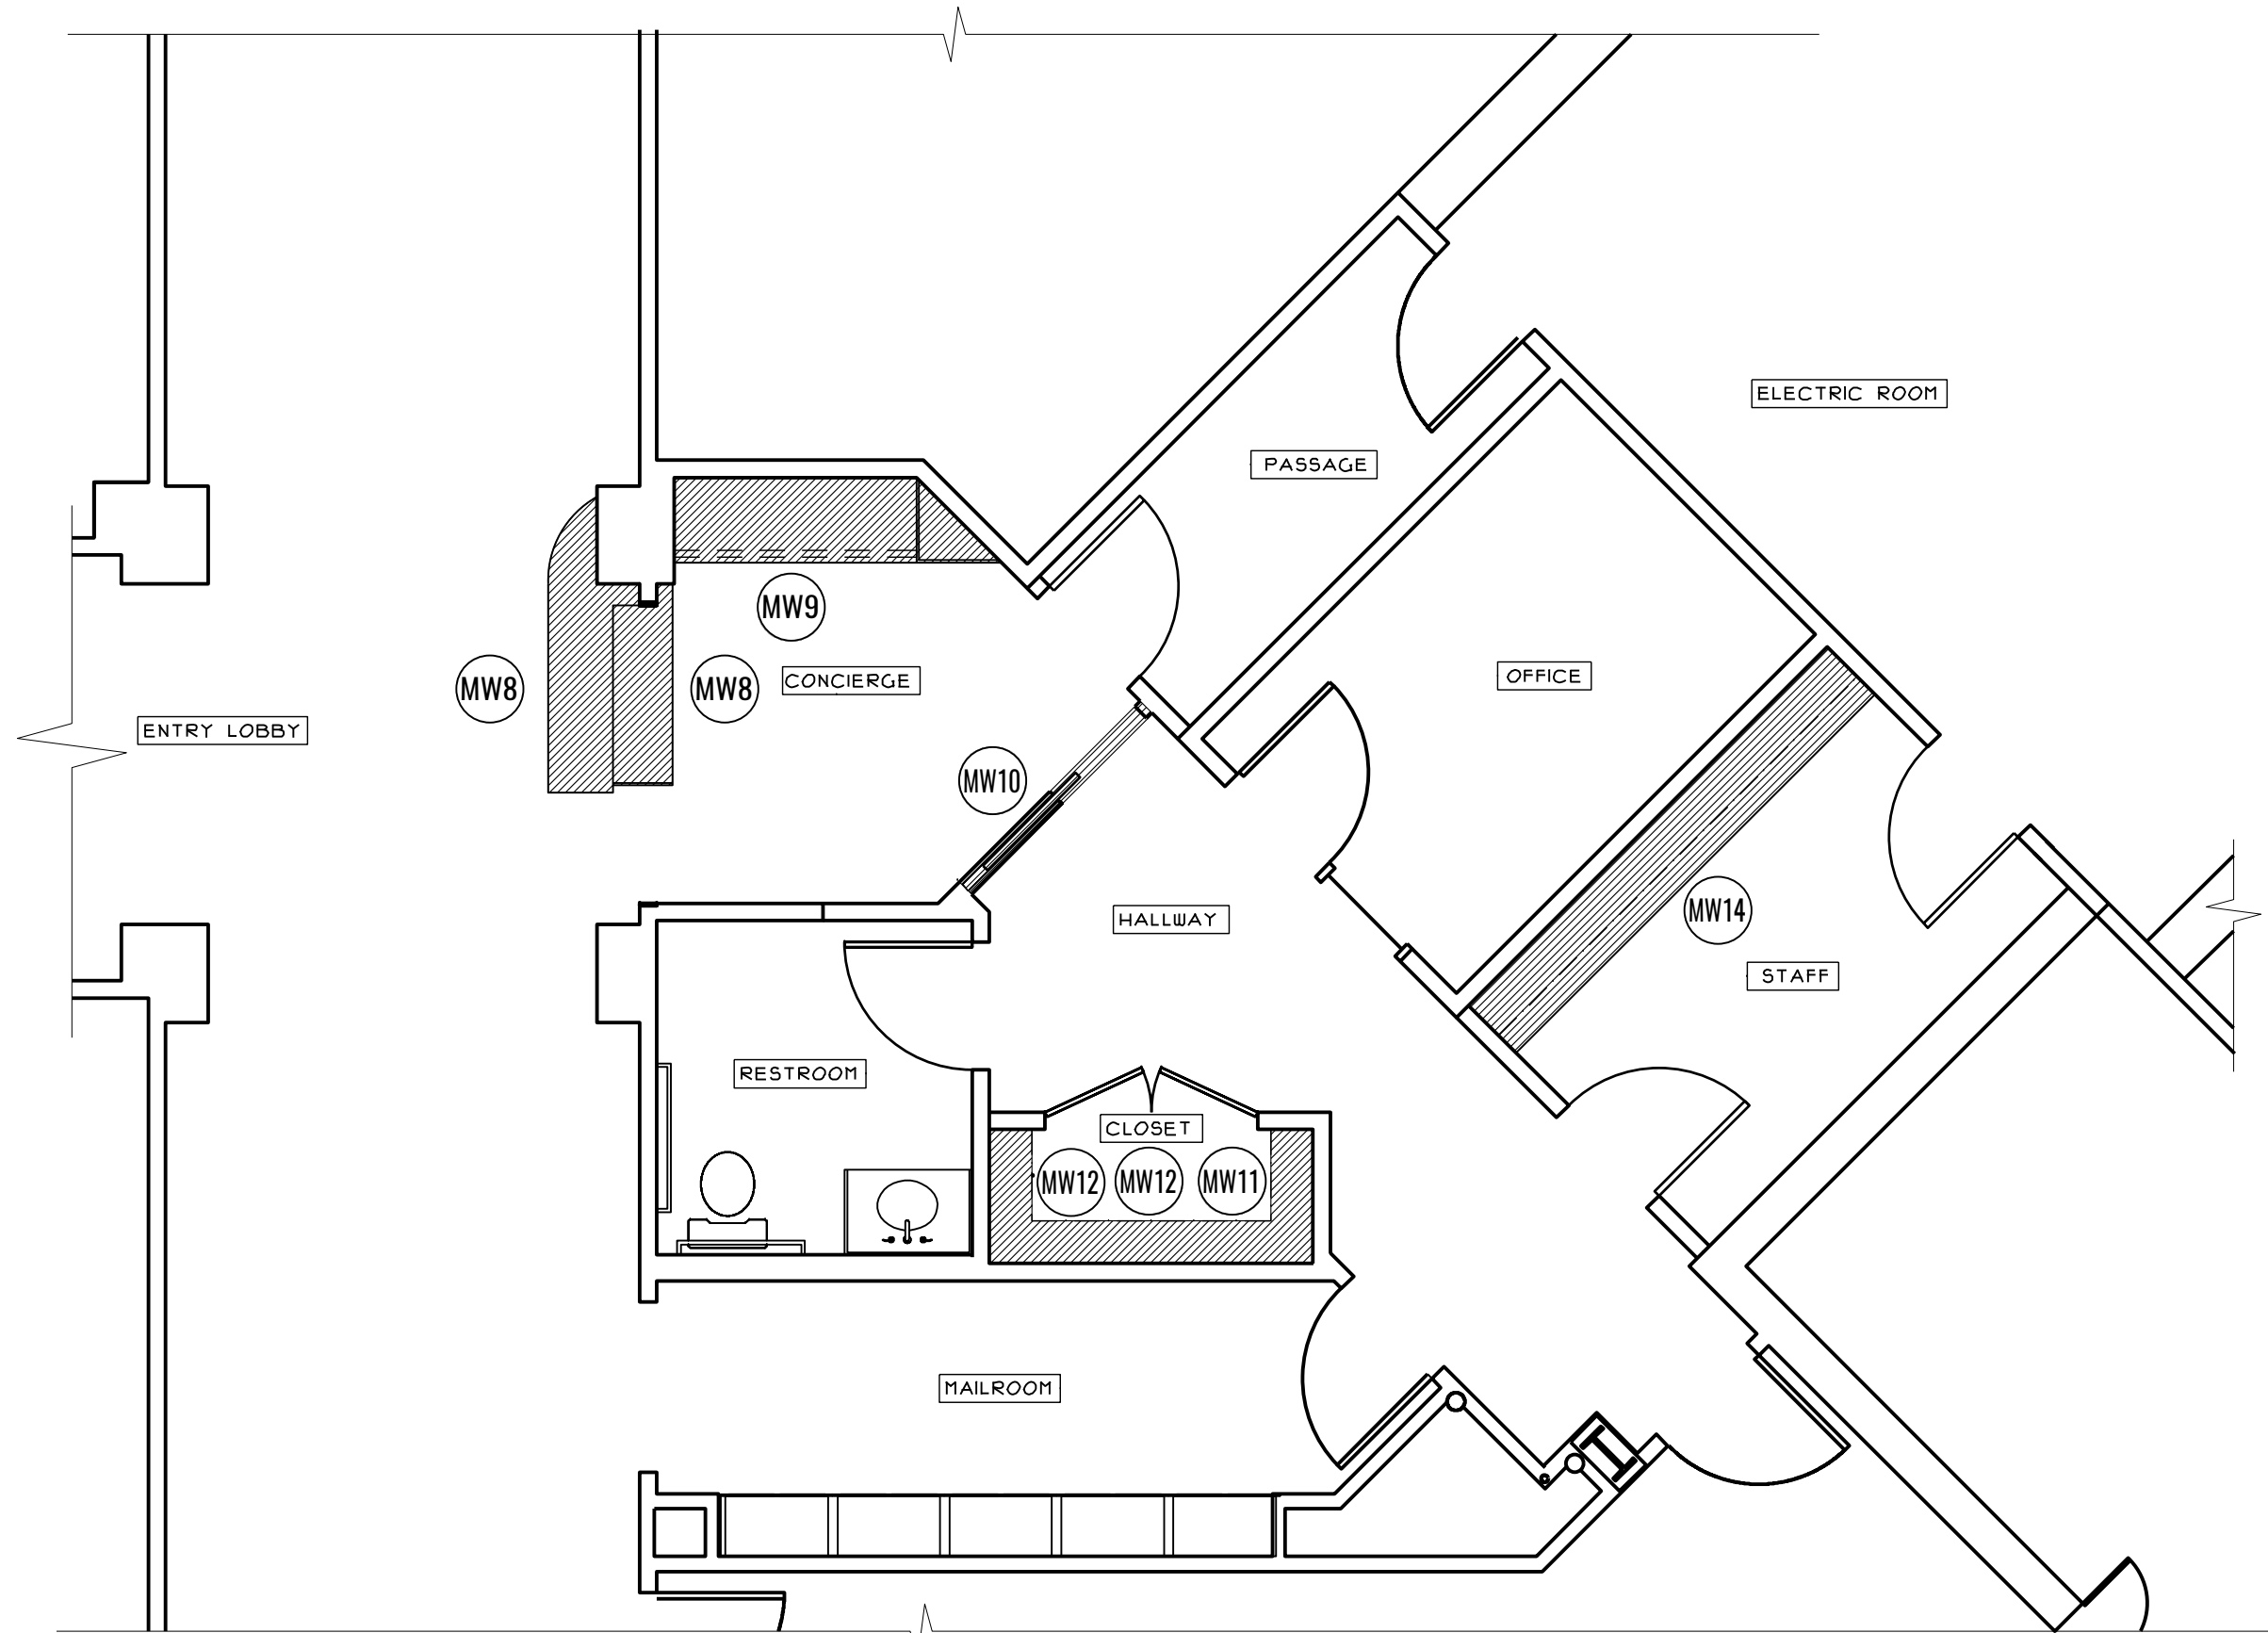 ELECTRIC ROOM
PASSAGE
MW9
CONCIERGE
OFFICE
MW8
MW8
ENTRY LOBBY
MW10
MW14
HALLWAY
STAFF
RESTROOM
CLOSET
MW12
MW12
MW11
MAILROOM